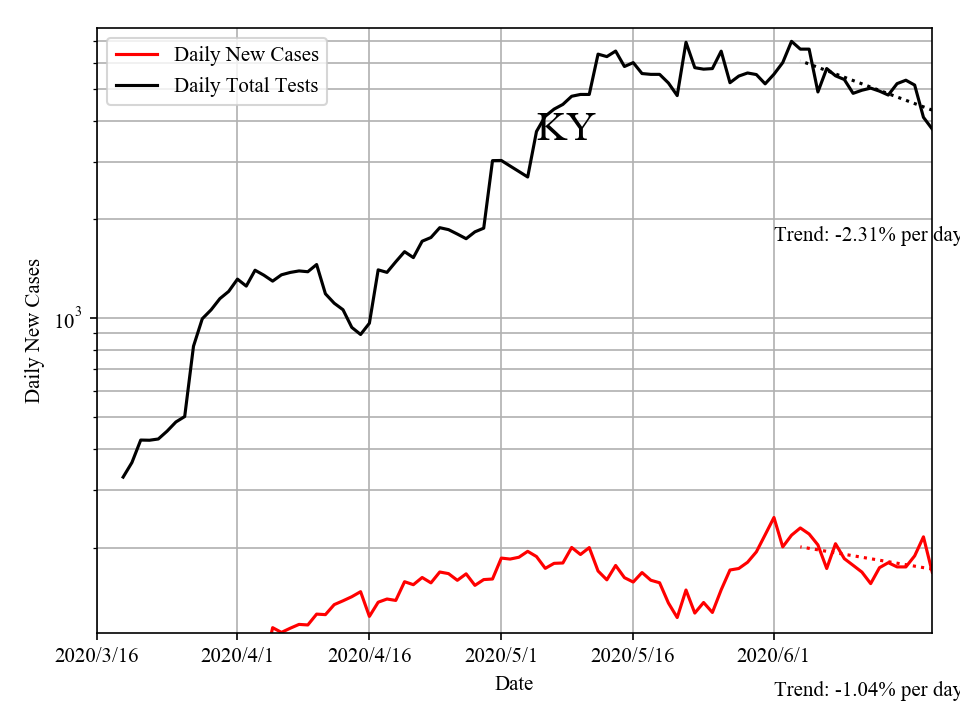 Daily New Cases
Daily Total Tests
KY
Trend: -2.31% per day
Daily New Cases
10³
2020/3/16 2020/4/1 2020/4/16 2020/5/1 2020/5/16 2020/6/1
Date
Trend: -1.04% per day